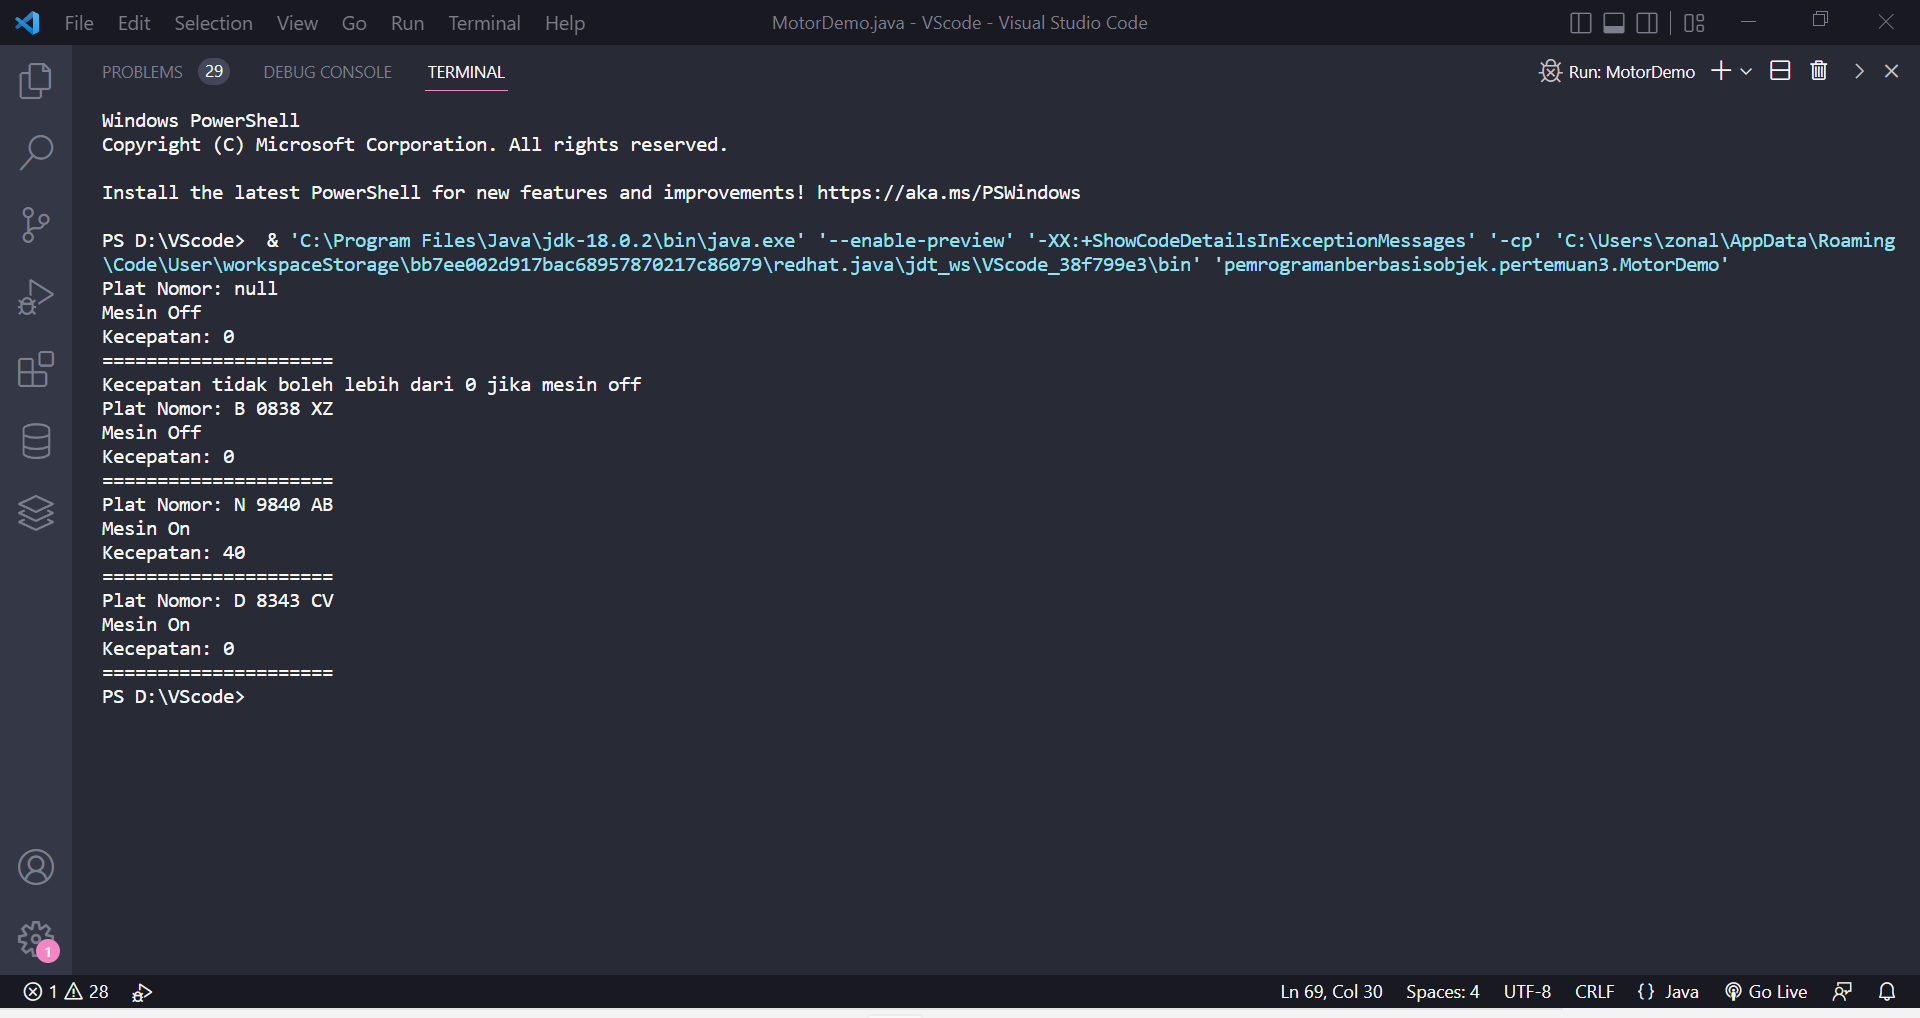 File Edit Selection View Go Run Terminal Help MotorDemo.java - VScode - Visual Studio Code
PROBLEMS 29 DEBUG CONSOLE TERMINAL Run: MotorDemo
Windows PowerShell
Copyright (C) Microsoft Corporation. All rights reserved.
Install the latest PowerShell for new features and improvements! https://aka.ms/PSWindows
PS D:\VScode>  & 'C:\Program Files\Java\jdk-18.0.2\bin\java.exe' '--enable-preview' '-XX:+ShowCodeDetailsInExceptionMessages' '-cp' 'C:\Users\zonal\AppData\Roaming
\Code\User\workspaceStorage\bb7ee002d917bac68957870217c86079\redhat.java\jdt_ws\VScode_38f799e3\bin' 'pemrogramanberbasisobjek.pertemuan3.MotorDemo'
Plat Nomor: null
Mesin Off
Kecepatan: 0
=====================
Kecepatan tidak boleh lebih dari 0 jika mesin off
Plat Nomor: B 0838 XZ
Mesin Off
Kecepatan: 0
=====================
Plat Nomor: N 9840 AB
Mesin On
Kecepatan: 40
=====================
Plat Nomor: D 8343 CV
Mesin On
Kecepatan: 0
=====================
PS D:\VScode>
1
1 28 Ln 69, Col 30 Spaces: 4 UTF-8 CRLF {} Java Go Live